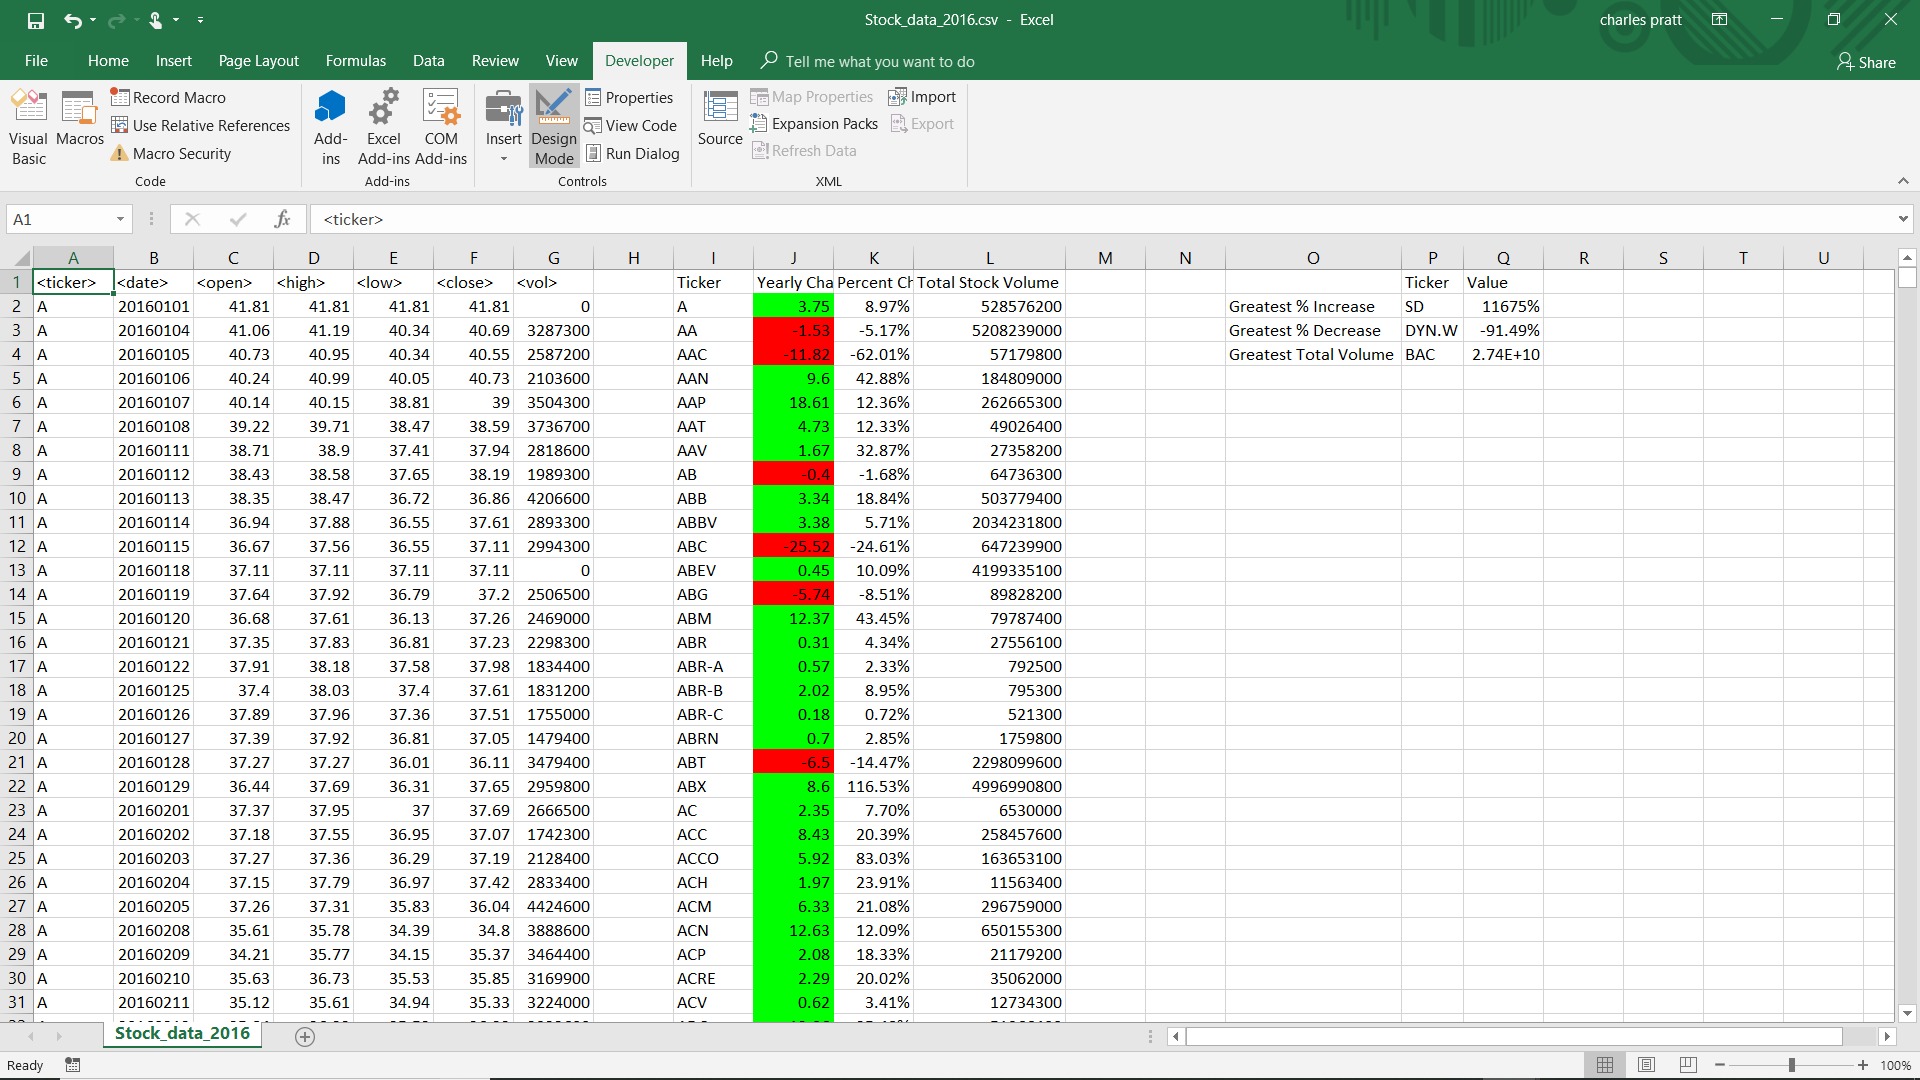 Stock_data_2016.csv - Excel
charles pratt
File Home Insert Page Layout Formulas Data Review View Developer Help Tell me what you want to do Share
Visual Basic
Macros
Record Macro
Use Relative References
Macro Security
Code
Add-ins
Excel Add-ins
COM Add-ins
Add-ins
Insert
Design Mode
Properties
View Code
Run Dialog
Controls
Source
Map Properties
Expansion Packs
Refresh Data
Import
Export
XML
A1 fx <ticker>
A B C D E F G H I J K L M N O P Q R S T U
1 <ticker> <date> <open> <high> <low> <close> <vol> Ticker Yearly Cha Percent Ch Total Stock Volume Ticker Value
2 A 20160101 41.81 41.81 41.81 41.81 0 A 3.75 8.97% 528576200 Greatest % Increase SD 11675%
3 A 20160104 41.06 41.19 40.34 40.69 3287300 AA -1.53 -5.17% 5208239000 Greatest % Decrease DYN.W -91.49%
4 A 20160105 40.73 40.95 40.34 40.55 2587200 AAC -11.82 -62.01% 57179800 Greatest Total Volume BAC 2.74E+10
5 A 20160106 40.24 40.99 40.05 40.73 2103600 AAN 9.6 42.88% 184809000
6 A 20160107 40.14 40.15 38.81 39 3504300 AAP 18.61 12.36% 262665300
7 A 20160108 39.22 39.71 38.47 38.59 3736700 AAT 4.73 12.33% 49026400
8 A 20160111 38.71 38.9 37.41 37.94 2818600 AAV 1.67 32.87% 27358200
9 A 20160112 38.43 38.58 37.65 38.19 1989300 AB -0.4 -1.68% 64736300
10 A 20160113 38.35 38.47 36.72 36.86 4206600 ABB 3.34 18.84% 503779400
11 A 20160114 36.94 37.88 36.55 37.61 2893300 ABBV 3.38 5.71% 2034231800
12 A 20160115 36.67 37.56 36.55 37.11 2994300 ABC -25.52 -24.61% 647239900
13 A 20160118 37.11 37.11 37.11 37.11 0 ABEV 0.45 10.09% 4199335100
14 A 20160119 37.64 37.92 36.79 37.2 2506500 ABG -5.74 -8.51% 89828200
15 A 20160120 36.68 37.61 36.13 37.26 2469000 ABM 12.37 43.45% 79787400
16 A 20160121 37.35 37.83 36.81 37.23 2298300 ABR 0.31 4.34% 27556100
17 A 20160122 37.91 38.18 37.58 37.98 1834400 ABR-A 0.57 2.33% 792500
18 A 20160125 37.4 38.03 37.4 37.61 1831200 ABR-B 2.02 8.95% 795300
19 A 20160126 37.89 37.96 37.36 37.51 1755000 ABR-C 0.18 0.72% 521300
20 A 20160127 37.39 37.92 36.81 37.05 1479400 ABRN 0.7 2.85% 1759800
21 A 20160128 37.27 37.27 36.01 36.11 3479400 ABT -6.5 -14.47% 2298099600
22 A 20160129 36.44 37.69 36.31 37.65 2959800 ABX 8.6 116.53% 4996990800
23 A 20160201 37.37 37.95 37 37.69 2666500 AC 2.35 7.70% 6530000
24 A 20160202 37.18 37.55 36.95 37.07 1742300 ACC 8.43 20.39% 258457600
25 A 20160203 37.27 37.36 36.29 37.19 2128400 ACCO 5.92 83.03% 163653100
26 A 20160204 37.15 37.79 36.97 37.42 2833400 ACH 1.97 23.91% 11563400
27 A 20160205 37.26 37.31 35.83 36.04 4424600 ACM 6.33 21.08% 296759000
28 A 20160208 35.61 35.78 34.39 34.8 3888600 ACN 12.63 12.09% 650155300
29 A 20160209 34.21 35.77 34.15 35.37 3464400 ACP 2.08 18.33% 21179200
30 A 20160210 35.63 36.73 35.53 35.85 3169900 ACRE 2.29 20.02% 35062000
31 A 20160211 35.12 35.61 34.94 35.33 3224000 ACV 0.62 3.41% 12734300
Stock_data_2016
Ready
100%